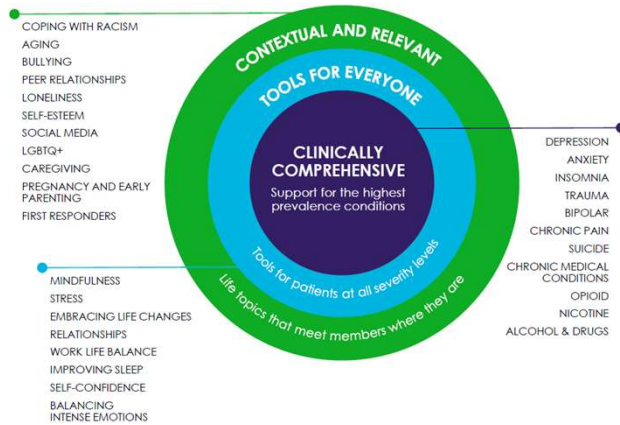 COPING WITH RACISM
AGING
BULLYING
PEER RELATIONSHIPS
LONELINESS
SELF-ESTEEM
SOCIAL MEDIA
LGBTQ+
CAREGIVING
PREGNANCY AND EARLY
PARENTING
FIRST RESPONDERS
CONTEXTUAL AND RELEVANT
TOOLS FOR EVERYONE
CLINICALLY
COMPREHENSIVE
Support for the highest
prevalence conditions
Tools for patients at all severity levels
Life topics that meet members where they are
DEPRESSION
ANXIETY
INSOMNIA
TRAUMA
BIPOLAR
CHRONIC PAIN
SUICIDE
CHRONIC MEDICAL
CONDITIONS
OPIOID
NICOTINE
ALCOHOL & DRUGS
MINDFULNESS
STRESS
EMBRACING LIFE CHANGES
RELATIONSHIPS
WORK LIFE BALANCE
IMPROVING SLEEP
SELF-CONFIDENCE
BALANCING
INTENSE EMOTIONS